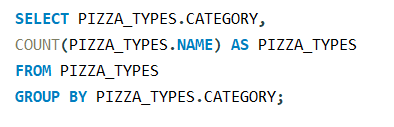 SELECT PIZZA_TYPES.CATEGORY,
COUNT(PIZZA_TYPES.NAME) AS PIZZA_TYPES
FROM PIZZA_TYPES
GROUP BY PIZZA_TYPES.CATEGORY;